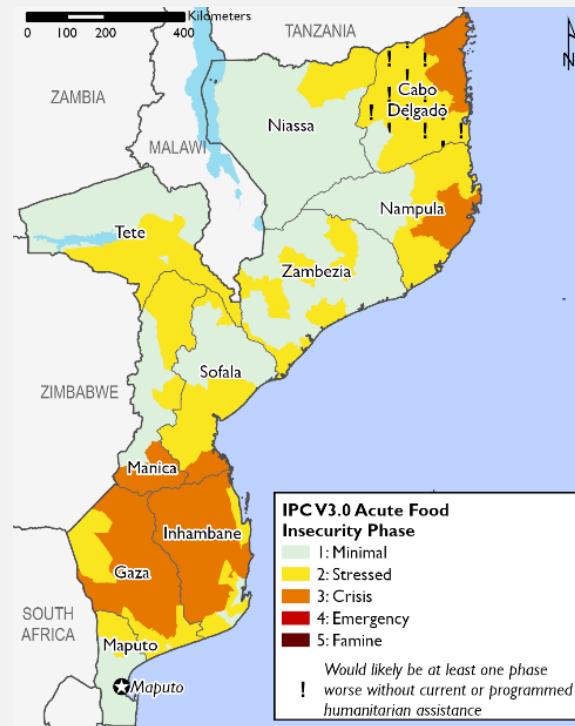 Kilometers
0 100 200 400
TANZANIA
N
ZAMBIA
MALAWI
Niassa
Cabo
Delgado
Nampula
Tete
Zambezia
Sofala
ZIMBABWE
Manica
Inhambane
Gaza
SOUTH
AFRICA
Maputo
Maputo
IPC V3.0 Acute Food
Insecurity Phase
1: Minimal
2: Stressed
3: Crisis
4: Emergency
5: Famine
Would likely be at least one phase
! worse without current or programmed
humanitarian assistance